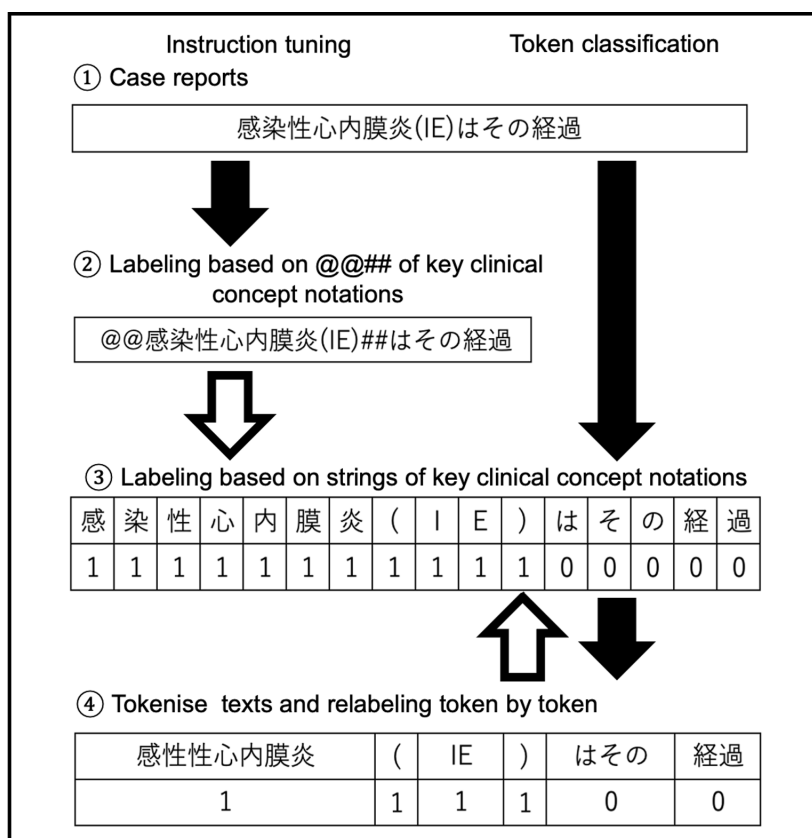 Instruction tuning Token classification
① Case reports
感染性心内膜炎(IE)はその経過
② Labeling based on @@## of key clinical
concept notations
@@感染性心内膜炎(IE)##はその経過
③ Labeling based on strings of key clinical concept notations
感 染 性 心 内 膜 炎 ( I E ) は そ の 経 過
1 1 1 1 1 1 1 1 1 1 1 0 0 0 0 0
④ Tokenise texts and relabeling token by token
感性性心内膜炎 ( IE ) はその 経過
1 1 1 1 0 0